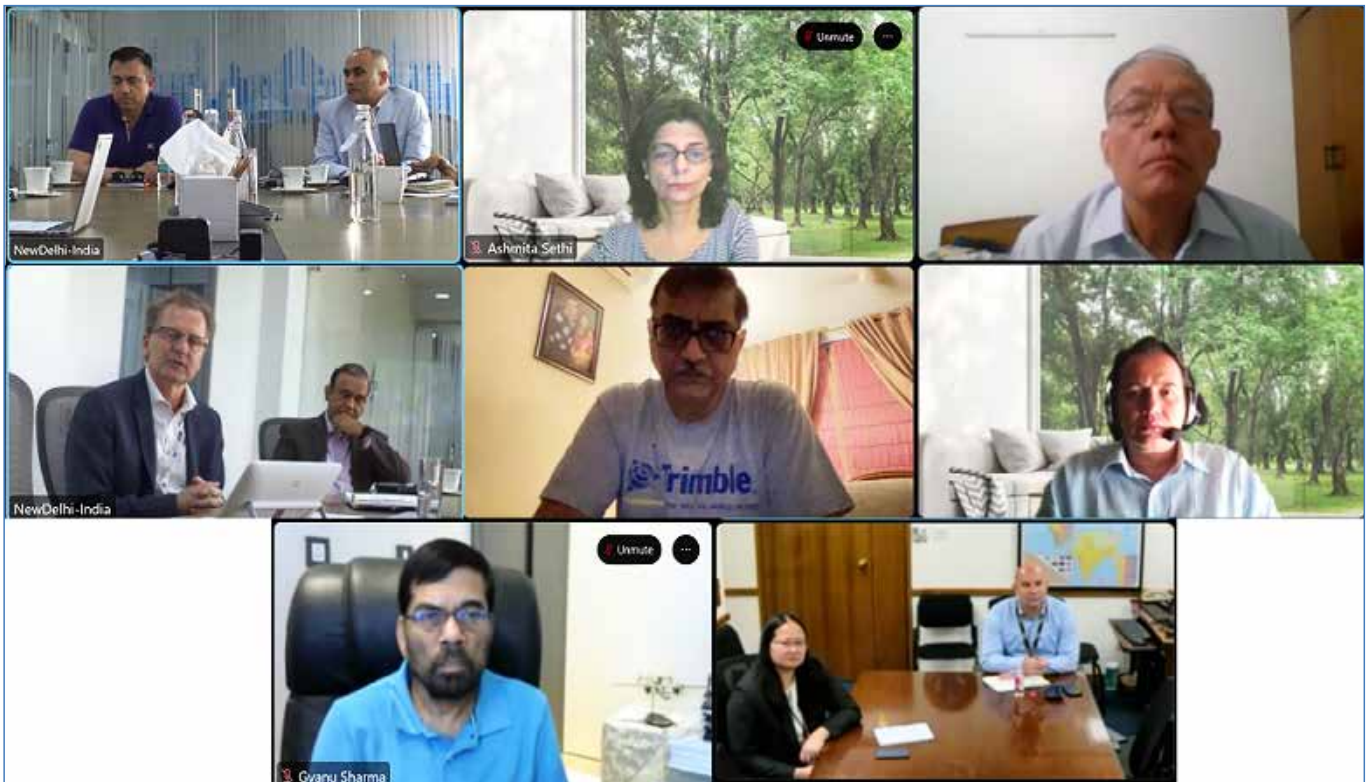 Unmute
NewDelhi-India
Ashmita Sethi
NewDelhi-India
Trimble
Unmute
Gyanu Sharma